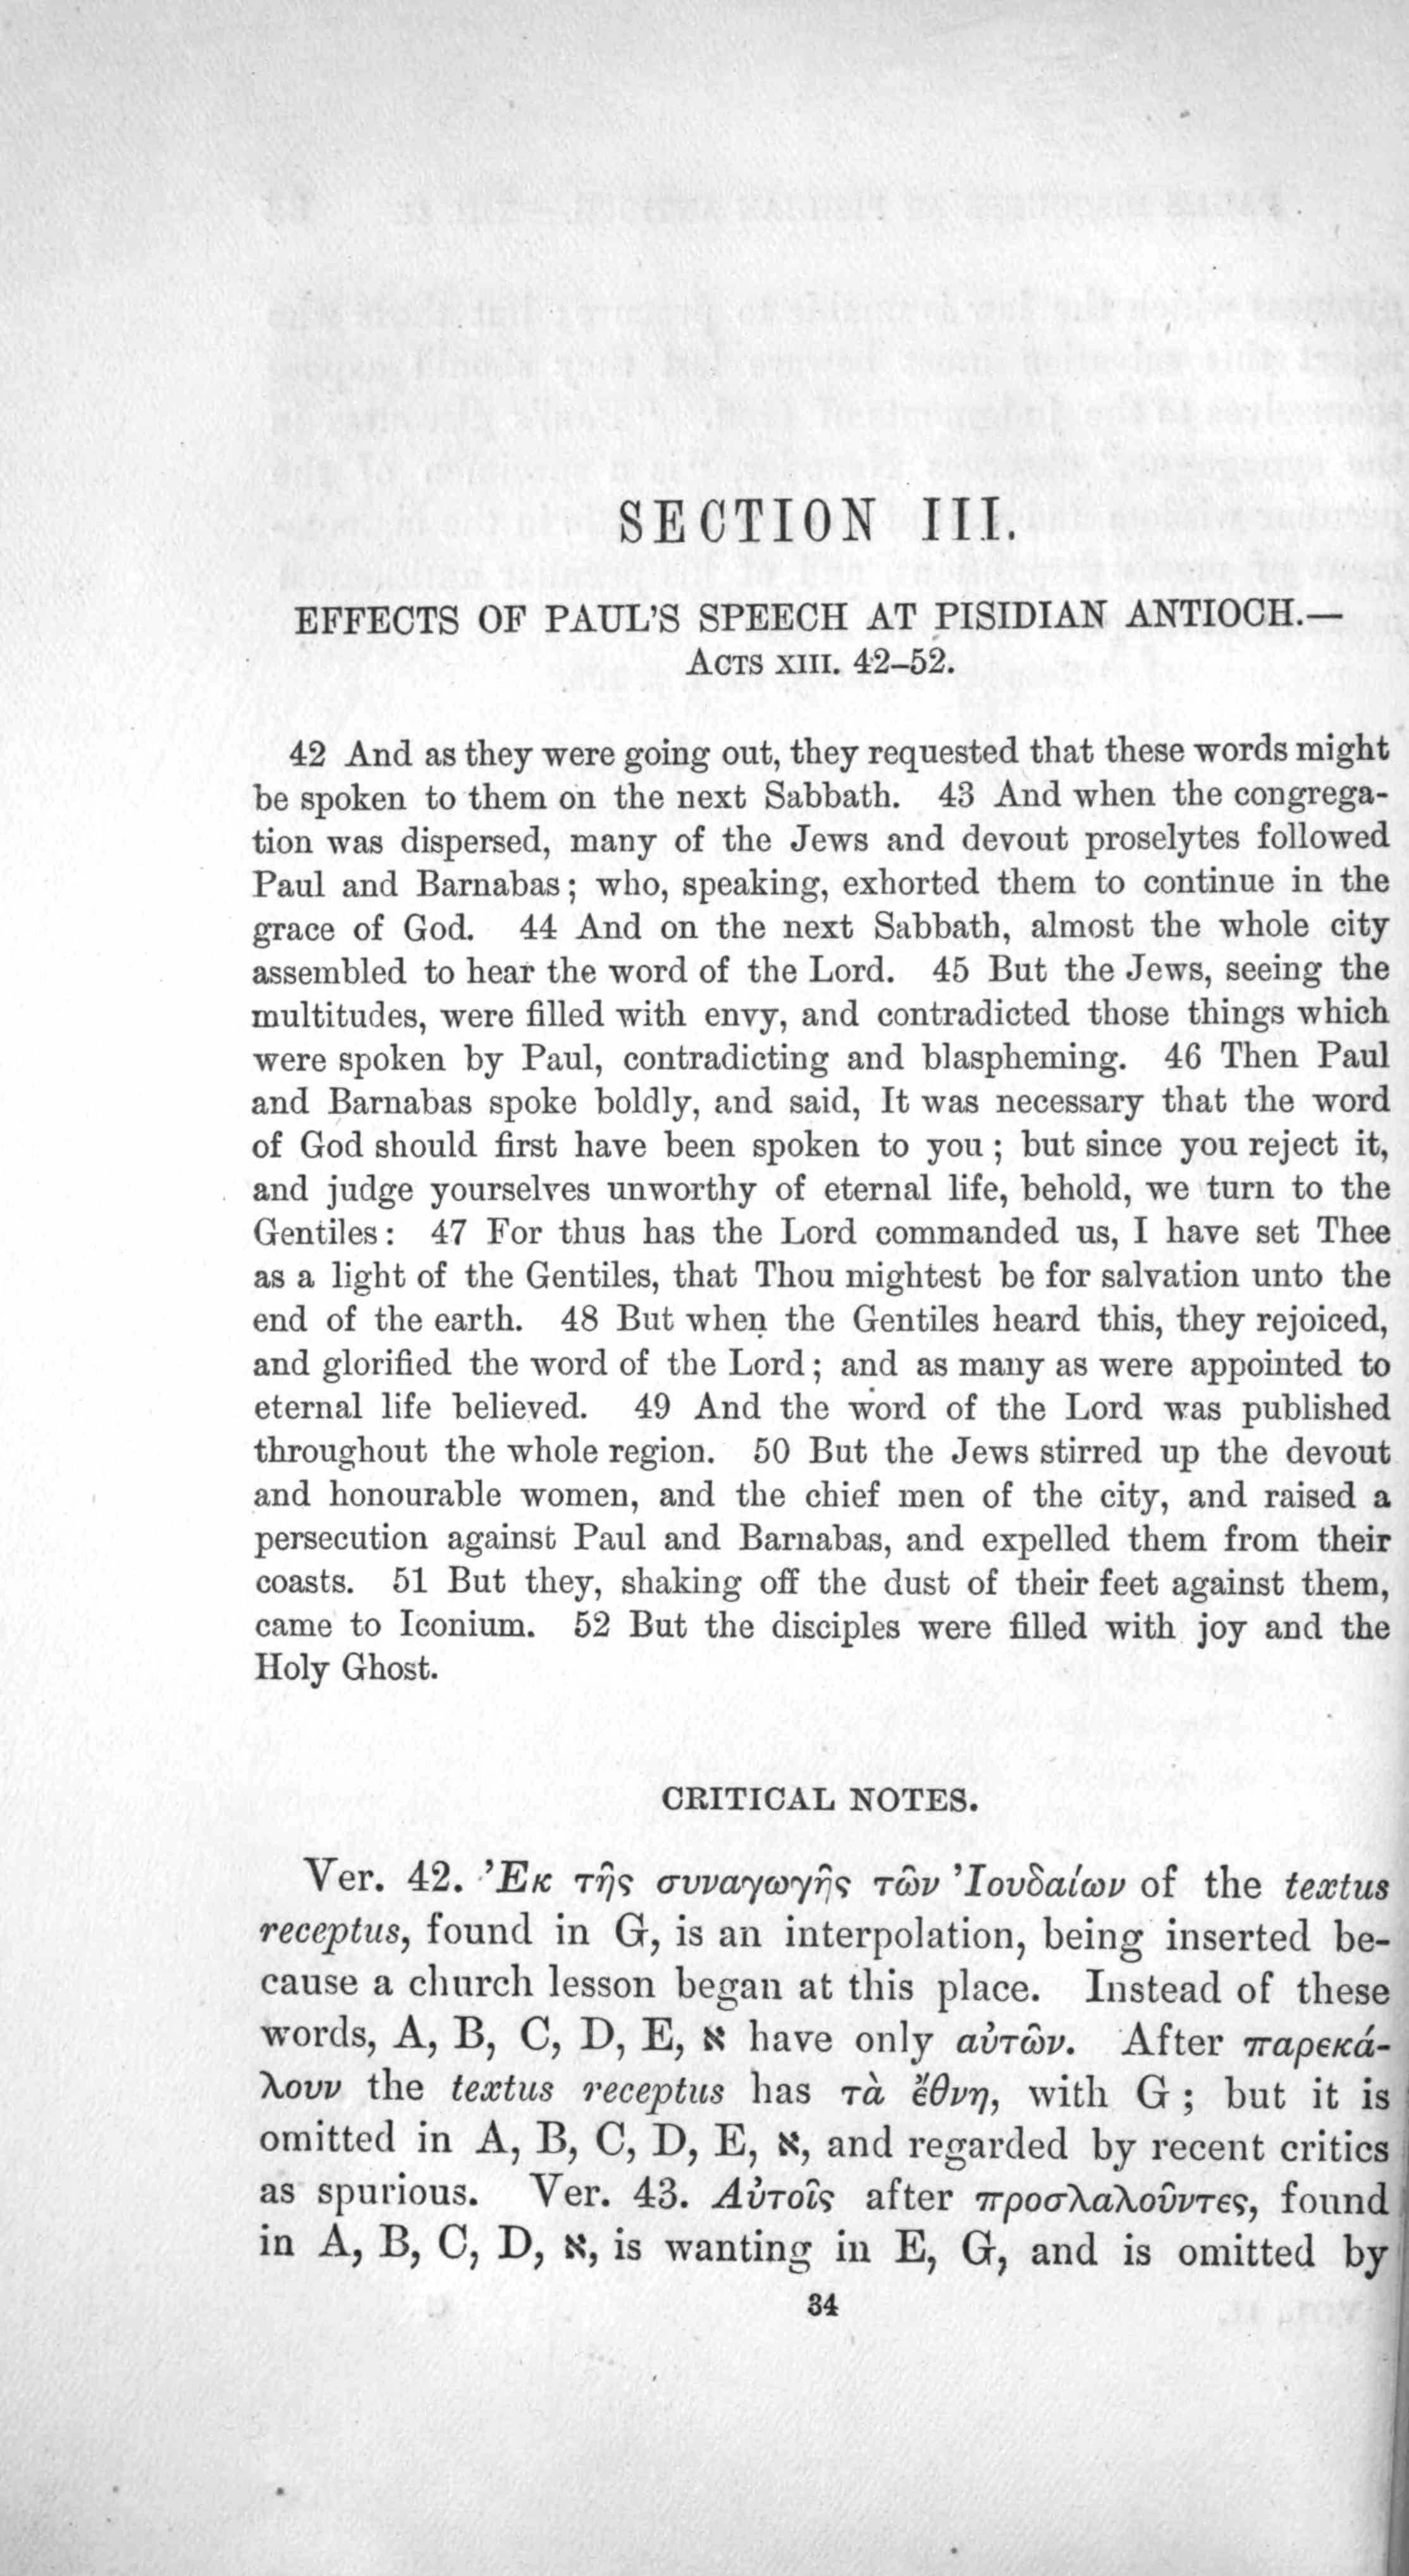 SECTION III.
EFFECTS OF PAUL'S SPEECH AT PISIDIAN ANTIOCH.—
ACTS XIII. 42–52.
42 And as they were going out, they requested that these words might
be spoken to them on the next Sabbath. 43 And when the congrega-
tion was dispersed, many of the Jews and devout proselytes followed
Paul and Barnabas; who, speaking, exhorted them to continue in the
grace of God. 44 And on the next Sabbath, almost the whole city
assembled to hear the word of the Lord. 45 But the Jews, seeing the
multitudes, were filled with envy, and contradicted those things which
were spoken by Paul, contradicting and blaspheming. 46 Then Paul
and Barnabas spoke boldly, and said, It was necessary that the word
of God should first have been spoken to you; but since you reject it,
and judge yourselves unworthy of eternal life, behold, we turn to the
Gentiles: 47 For thus has the Lord commanded us, I have set Thee
as a light of the Gentiles, that Thou mightest be for salvation unto the
end of the earth. 48 But when the Gentiles heard this, they rejoiced,
and glorified the word of the Lord; and as many as were appointed to
eternal life believed. 49 And the word of the Lord was published
throughout the whole region. 50 But the Jews stirred up the devout
and honourable women, and the chief men of the city, and raised a
persecution against Paul and Barnabas, and expelled them from their
coasts. 51 But they, shaking off the dust of their feet against them,
came to Iconium. 52 But the disciples were filled with joy and the
Holy Ghost.
CRITICAL NOTES.
Ver. 42. Ἐκ τῆς συναγωγῆς τῶν Ἰουδαίων of the textus
receptus, found in G, is an interpolation, being inserted be-
cause a church lesson began at this place. Instead of these
words, A, B, C, D, E, א have only αὐτῶν. After παρεκά-
λουν the textus receptus has τὰ ἔθνη, with G; but it is
omitted in A, B, C, D, E, א, and regarded by recent critics
as spurious. Ver. 43. Αὐτοῖς after προσλαλοῦντες, found
in A, B, C, D, א, is wanting in E, G, and is omitted by
34